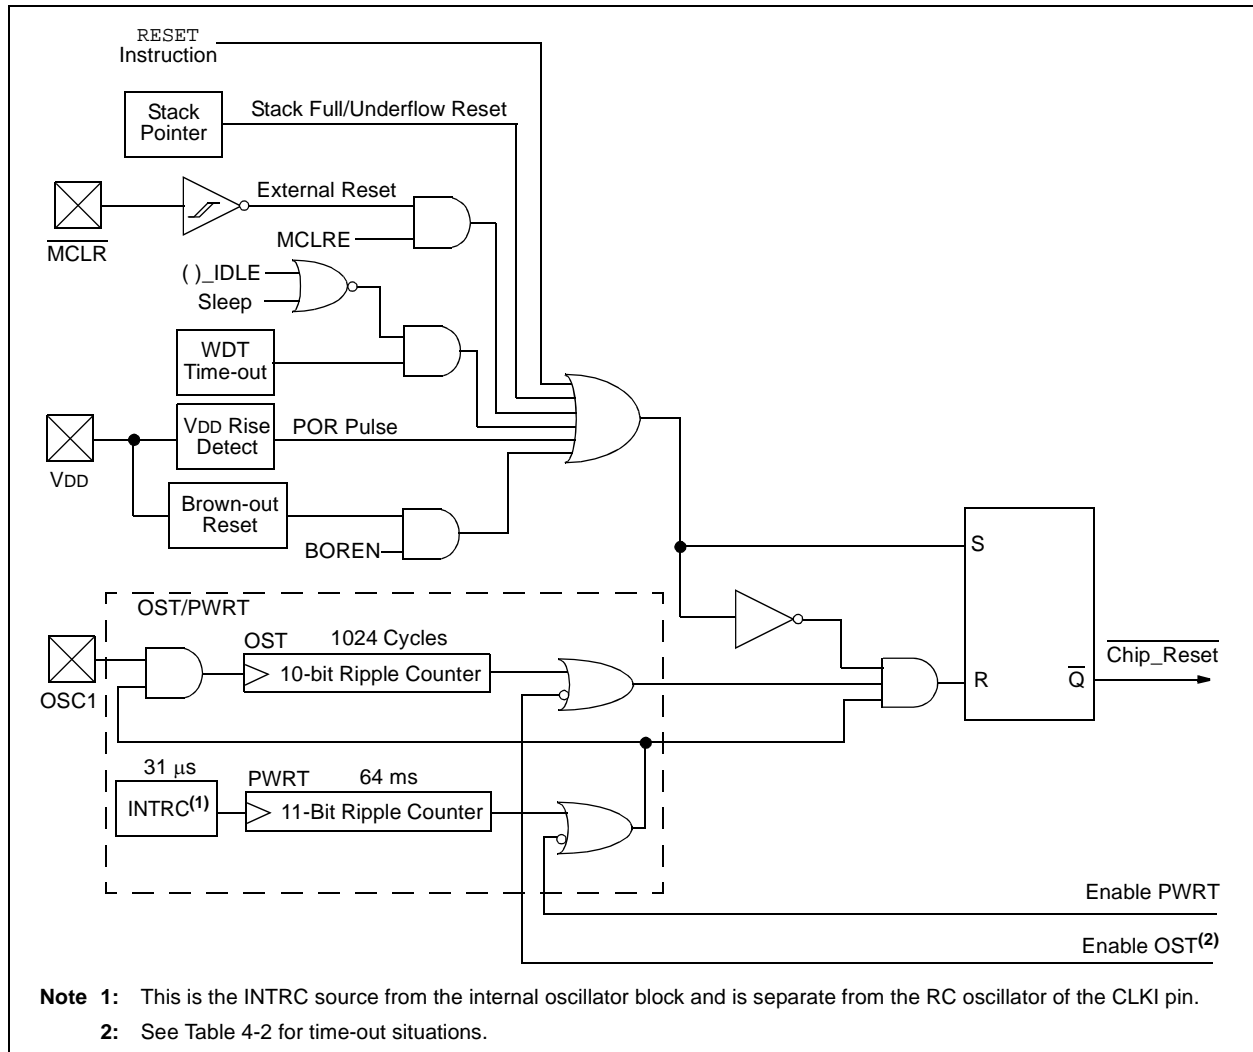 RESET
Instruction
Stack
Pointer
Stack Full/Underflow Reset
External Reset
MCLR
MCLRE
( )_IDLE
Sleep
WDT
Time-out
VDD Rise
Detect
POR Pulse
VDD
Brown-out
Reset
BOREN
S
OST/PWRT
OST
1024 Cycles
10-bit Ripple Counter
OSC1
R
Q
Chip_Reset
31 μs
INTRC(1)
PWRT
64 ms
11-Bit Ripple Counter
Enable PWRT
Enable OST(2)
Note 1: This is the INTRC source from the internal oscillator block and is separate from the RC oscillator of the CLKI pin.
2: See Table 4-2 for time-out situations.